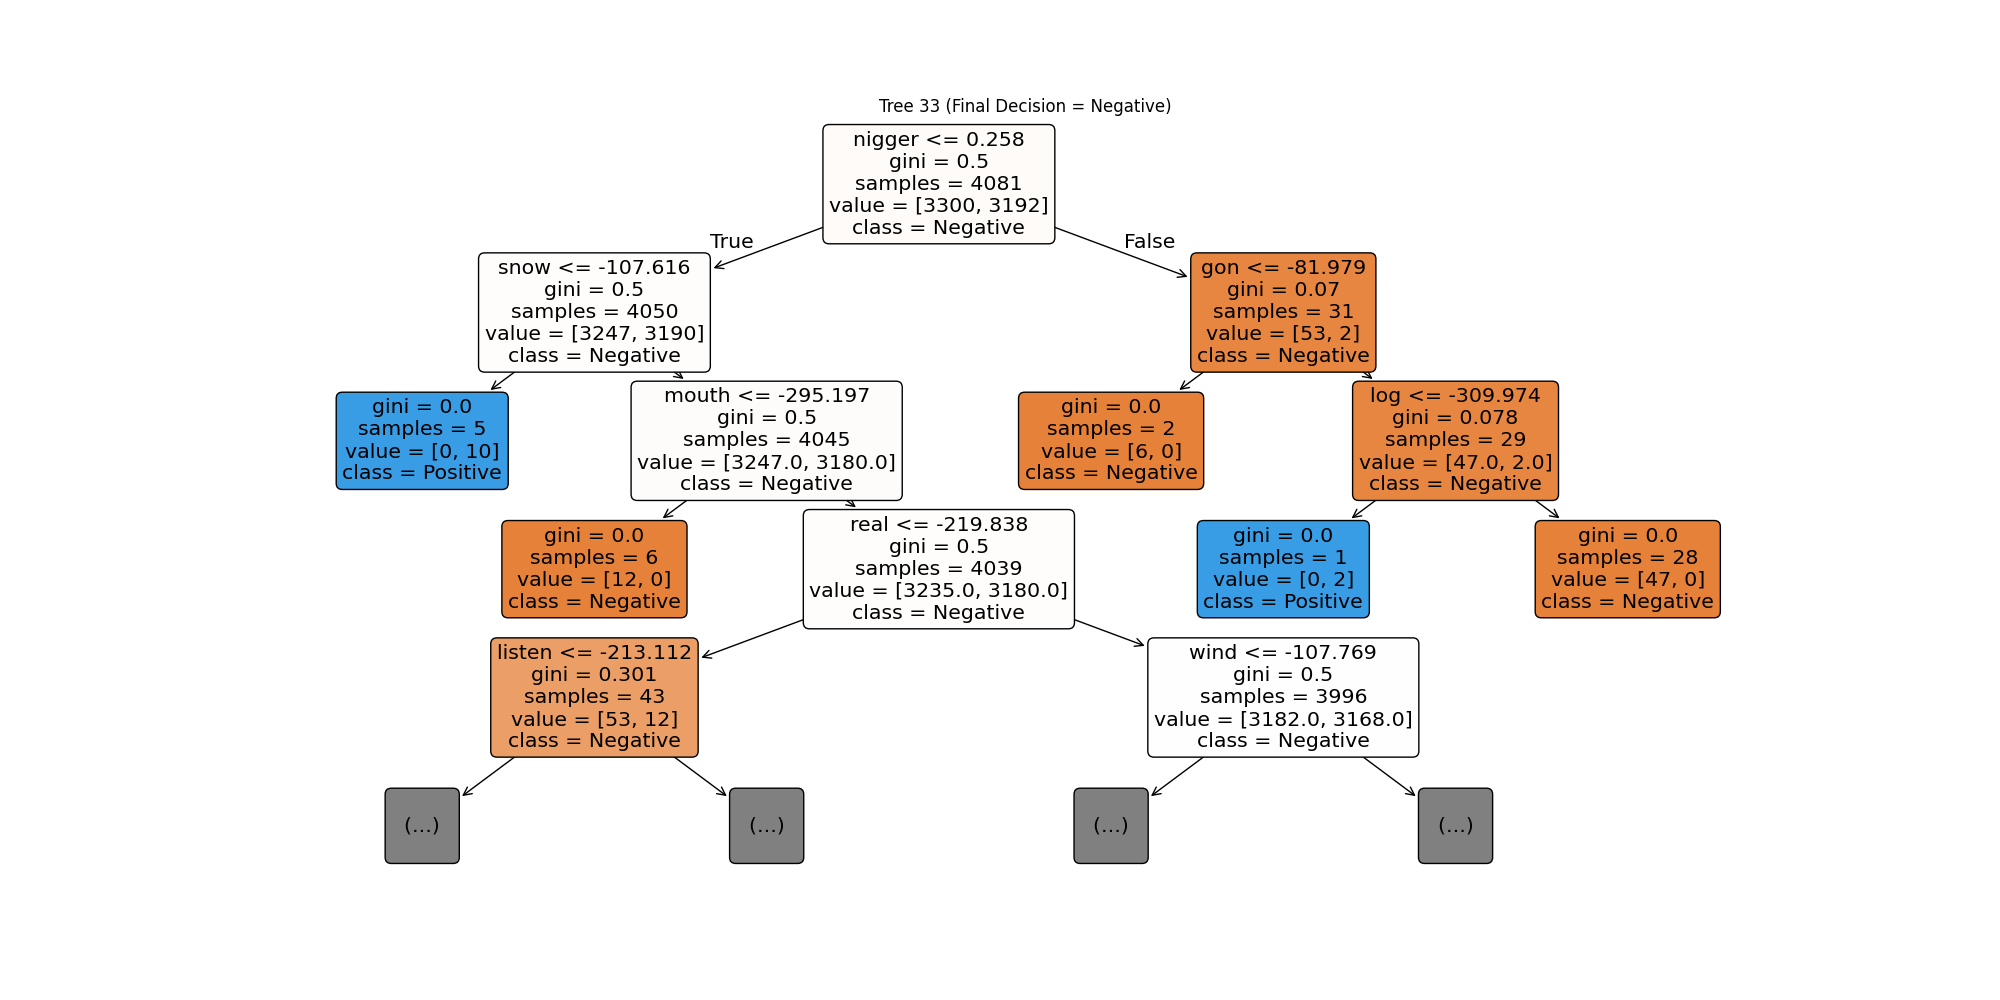 Tree 33 (Final Decision = Negative)
nigger <= 0.258
gini = 0.5
samples = 4081
value = [3300, 3192]
class = Negative
True
False
snow <= -107.616
gini = 0.5
samples = 4050
value = [3247, 3190]
class = Negative
gon <= -81.979
gini = 0.07
samples = 31
value = [53, 2]
class = Negative
gini = 0.0
samples = 5
value = [0, 10]
class = Positive
mouth <= -295.197
gini = 0.5
samples = 4045
value = [3247.0, 3180.0]
class = Negative
gini = 0.0
samples = 2
value = [6, 0]
class = Negative
log <= -309.974
gini = 0.078
samples = 29
value = [47.0, 2.0]
class = Negative
gini = 0.0
samples = 6
value = [12, 0]
class = Negative
real <= -219.838
gini = 0.5
samples = 4039
value = [3235.0, 3180.0]
class = Negative
gini = 0.0
samples = 1
value = [0, 2]
class = Positive
gini = 0.0
samples = 28
value = [47, 0]
class = Negative
listen <= -213.112
gini = 0.301
samples = 43
value = [53, 12]
class = Negative
wind <= -107.769
gini = 0.5
samples = 3996
value = [3182.0, 3168.0]
class = Negative
(...)
(...)
(...)
(...)